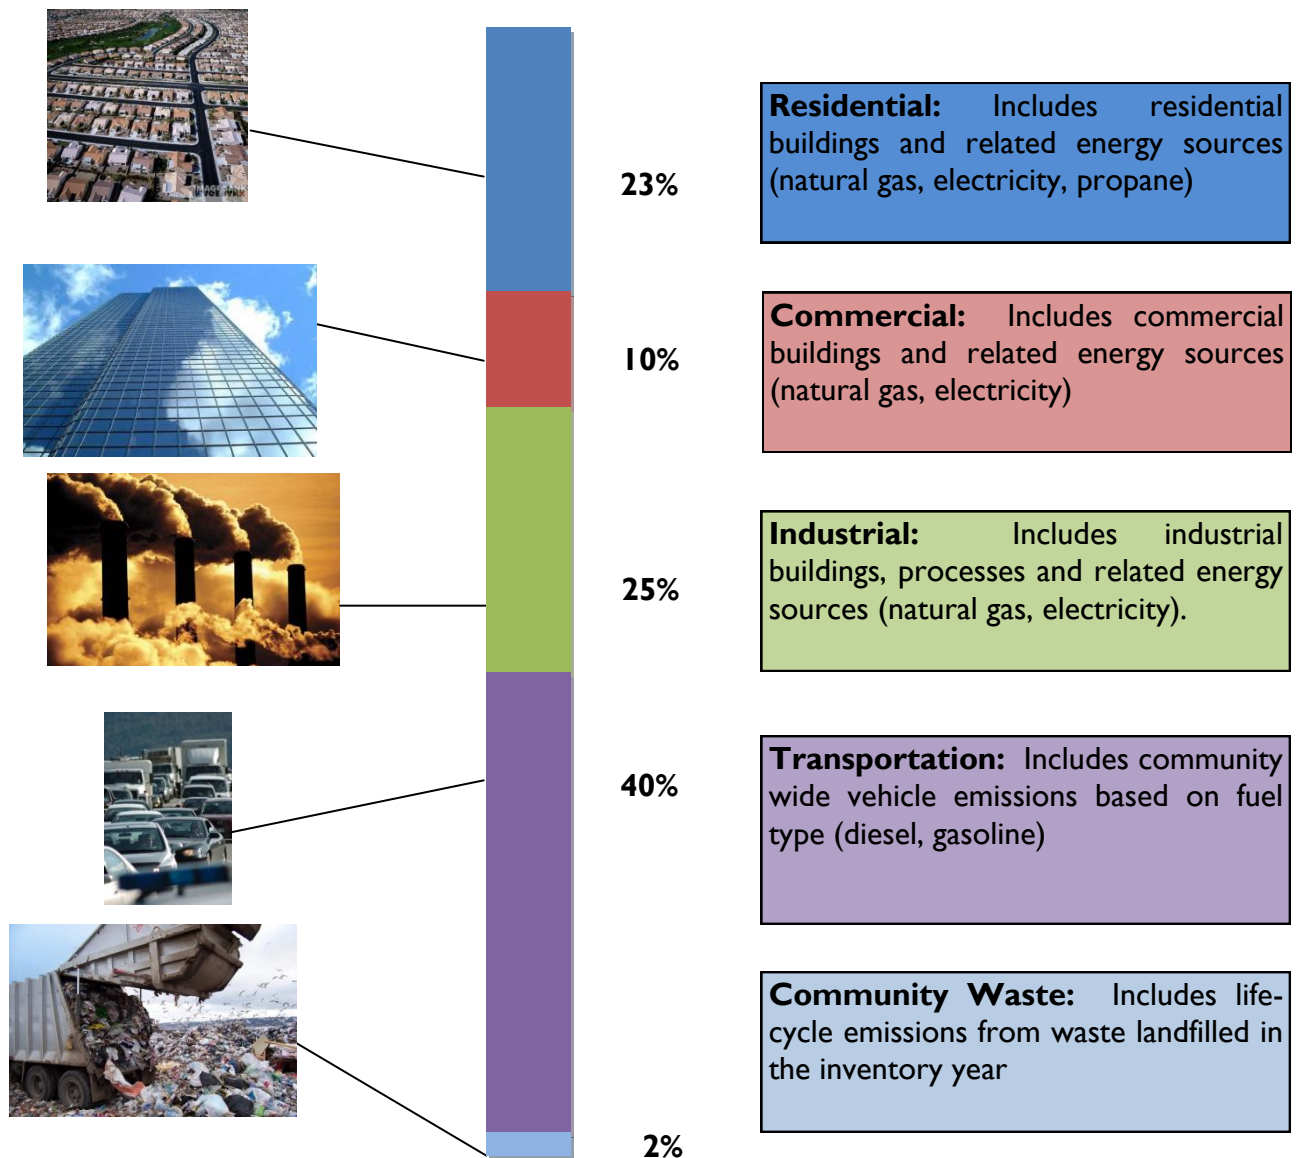 Residential: Includes residential
buildings and related energy sources
(natural gas, electricity, propane)
23%
Commercial: Includes commercial
buildings and related energy sources
(natural gas, electricity)
10%
Industrial: Includes industrial
buildings, processes and related energy
sources (natural gas, electricity).
25%
Transportation: Includes community
wide vehicle emissions based on fuel
type (diesel, gasoline)
40%
Community Waste: Includes life-
cycle emissions from waste landfilled in
the inventory year
2%